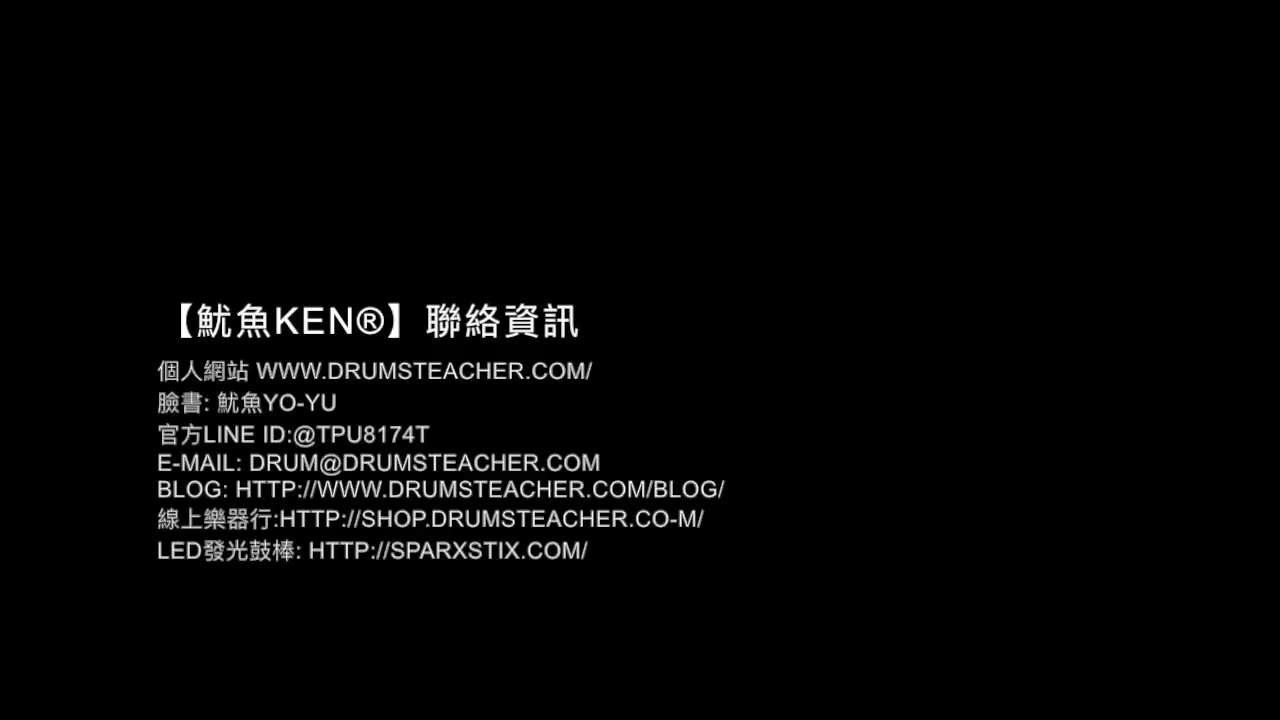 【魷魚KEN®】聯絡資訊
個人網站 WWW.DRUMSTEACHER.COM/
臉書: 魷魚YO-YU
官方LINE ID:@TPU8174T
E-MAIL: DRUM@DRUMSTEACHER.COM
BLOG: HTTP://WWW.DRUMSTEACHER.COM/BLOG/
線上樂器行:HTTP://SHOP.DRUMSTEACHER.CO-M/
LED發光鼓棒: HTTP://SPARXSTIX.COM/